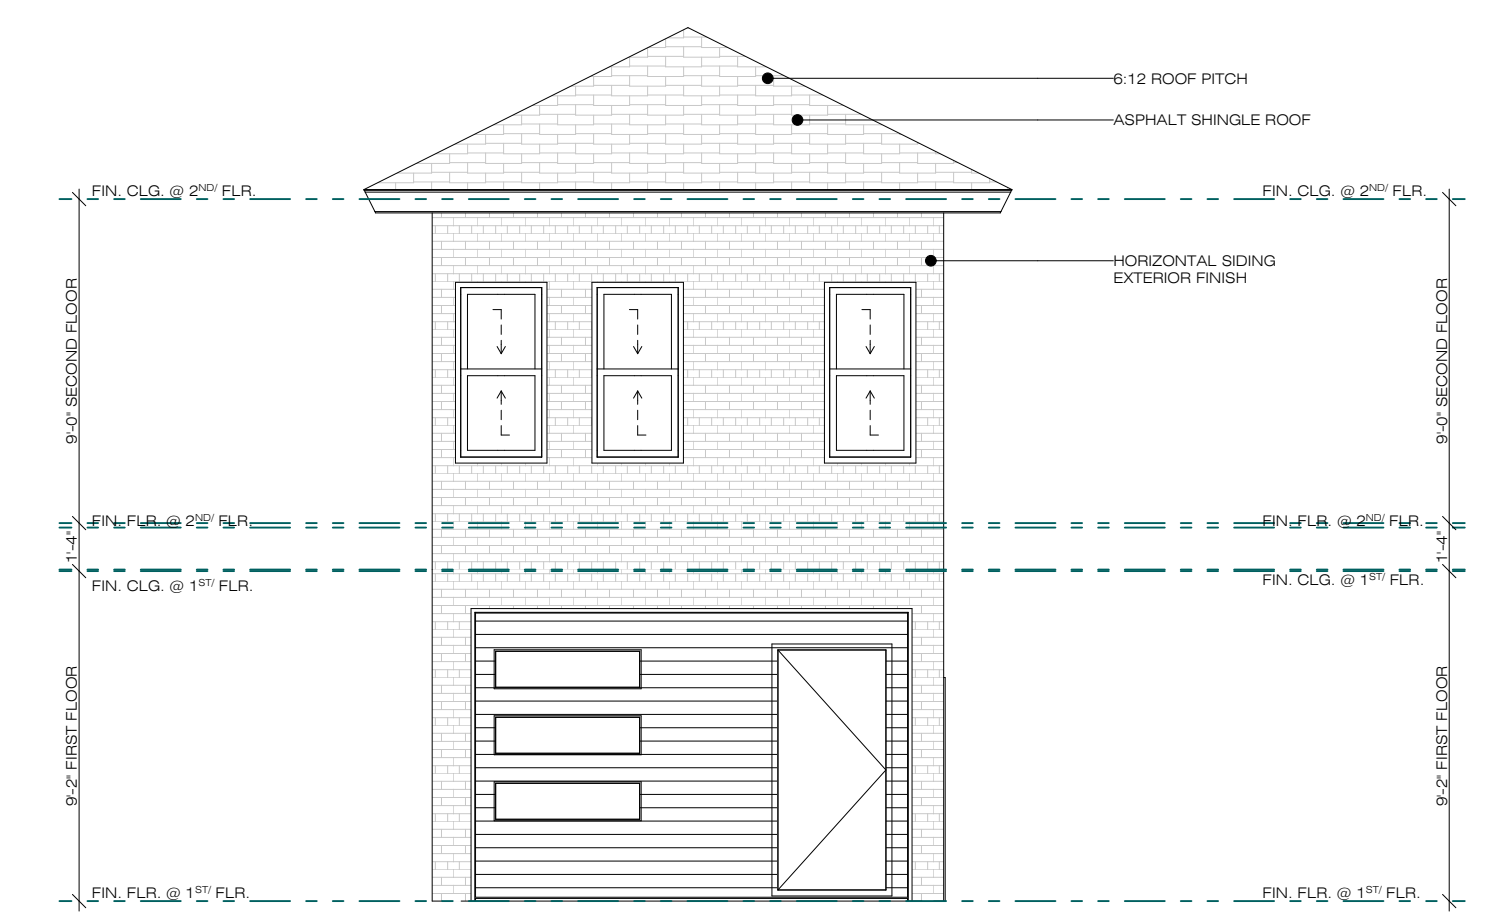 6:12 ROOF PITCH
ASPHALT SHINGLE ROOF
FIN. CLG. @ 2ND/ FLR.
FIN. CLG. @ 2ND/ FLR.
HORIZONTAL SIDING
EXTERIOR FINISH
9'-0" SECOND FLOOR
9'-0" SECOND FLOOR
FIN. FLR. @ 2ND/ FLR.
FIN. FLR. @ 2ND/ FLR.
1'-4"
1'-4"
FIN. CLG. @ 1ST/ FLR.
FIN. CLG. @ 1ST/ FLR.
9'-2" FIRST FLOOR
9'-2" FIRST FLOOR
FIN. FLR. @ 1ST/ FLR.
FIN. FLR. @ 1ST/ FLR.